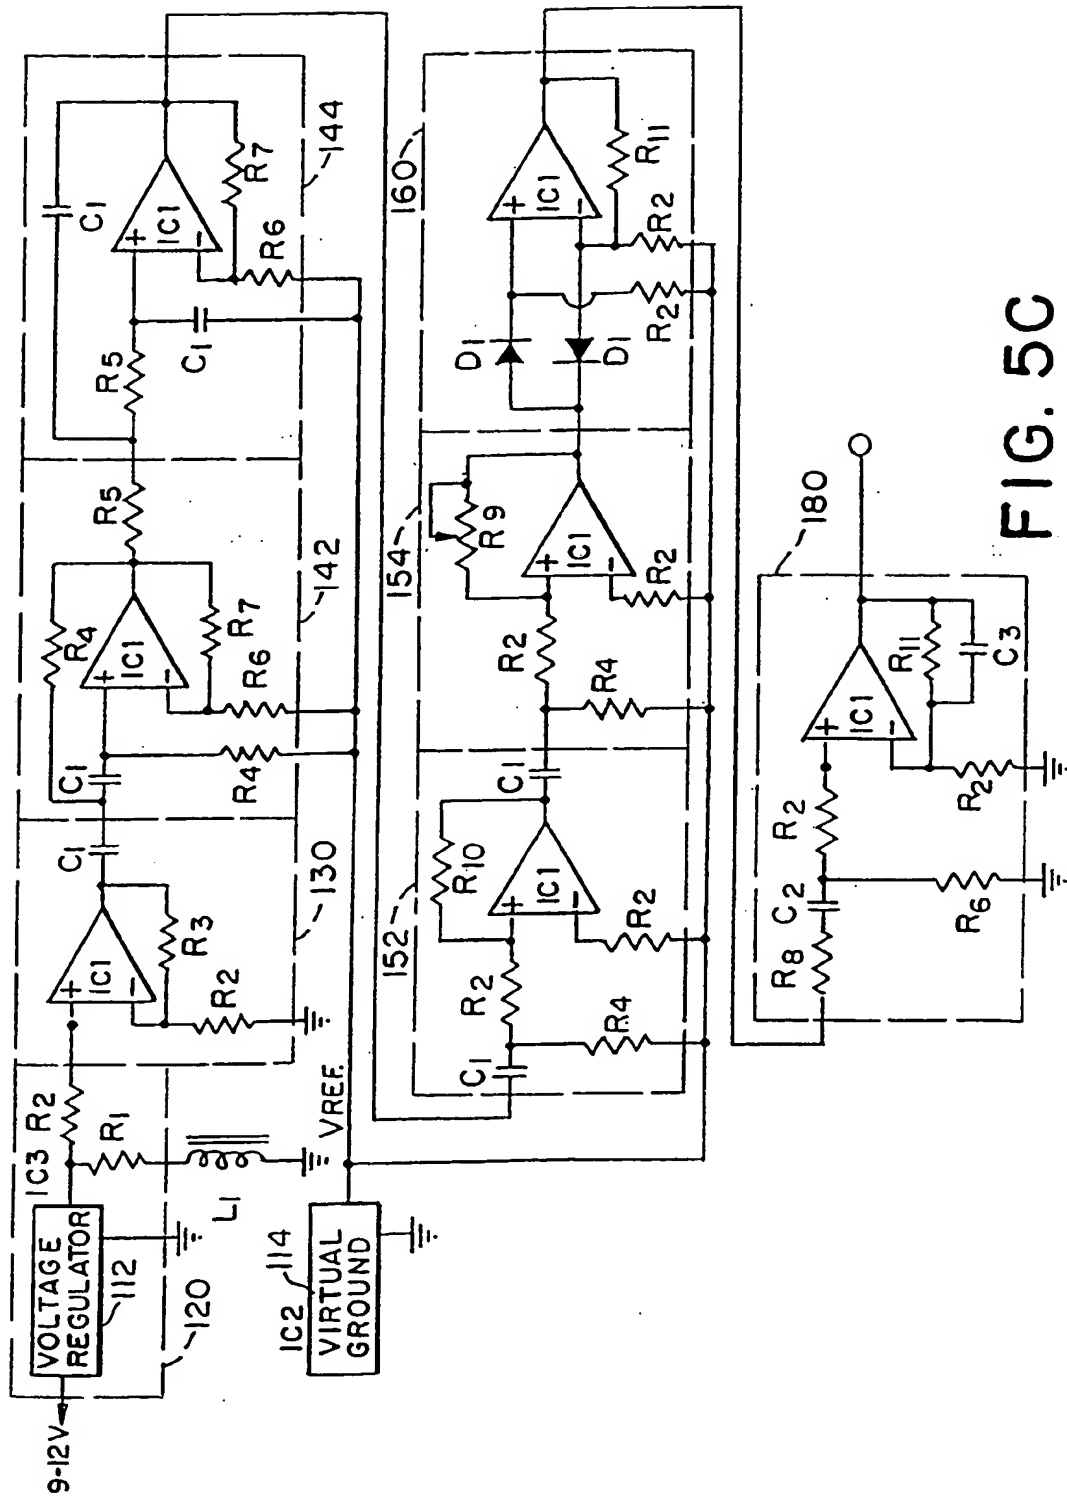 9-12V
VOLTAGE
REGULATOR
112
120
IC3
R2
R1
L1
+
IC1
-
R3
R2
130
C1
C1
R4
+
IC1
-
R7
R6
R4
142
R5
R5
C1
+
IC1
-
C1
R7
R6
144
IC2
VIRTUAL
GROUND
114
VREF.
C1
R2
R4
152
R10
+
IC1
-
R2
C1
R2
R4
154
R9
+
IC1
-
R2
160
D1
D1
R2
+
IC1
-
R11
R2
R8
C2
R6
R2
+
IC1
-
R2
R11
C3
180
FIG. 5C